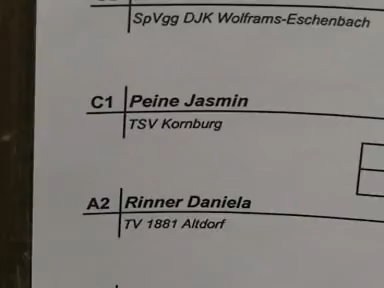 SpVgg DJK Wolframs-Eschenbach
C1 Peine Jasmin
TSV Kornburg
A2 Rinner Daniela
TV 1881 Altdorf